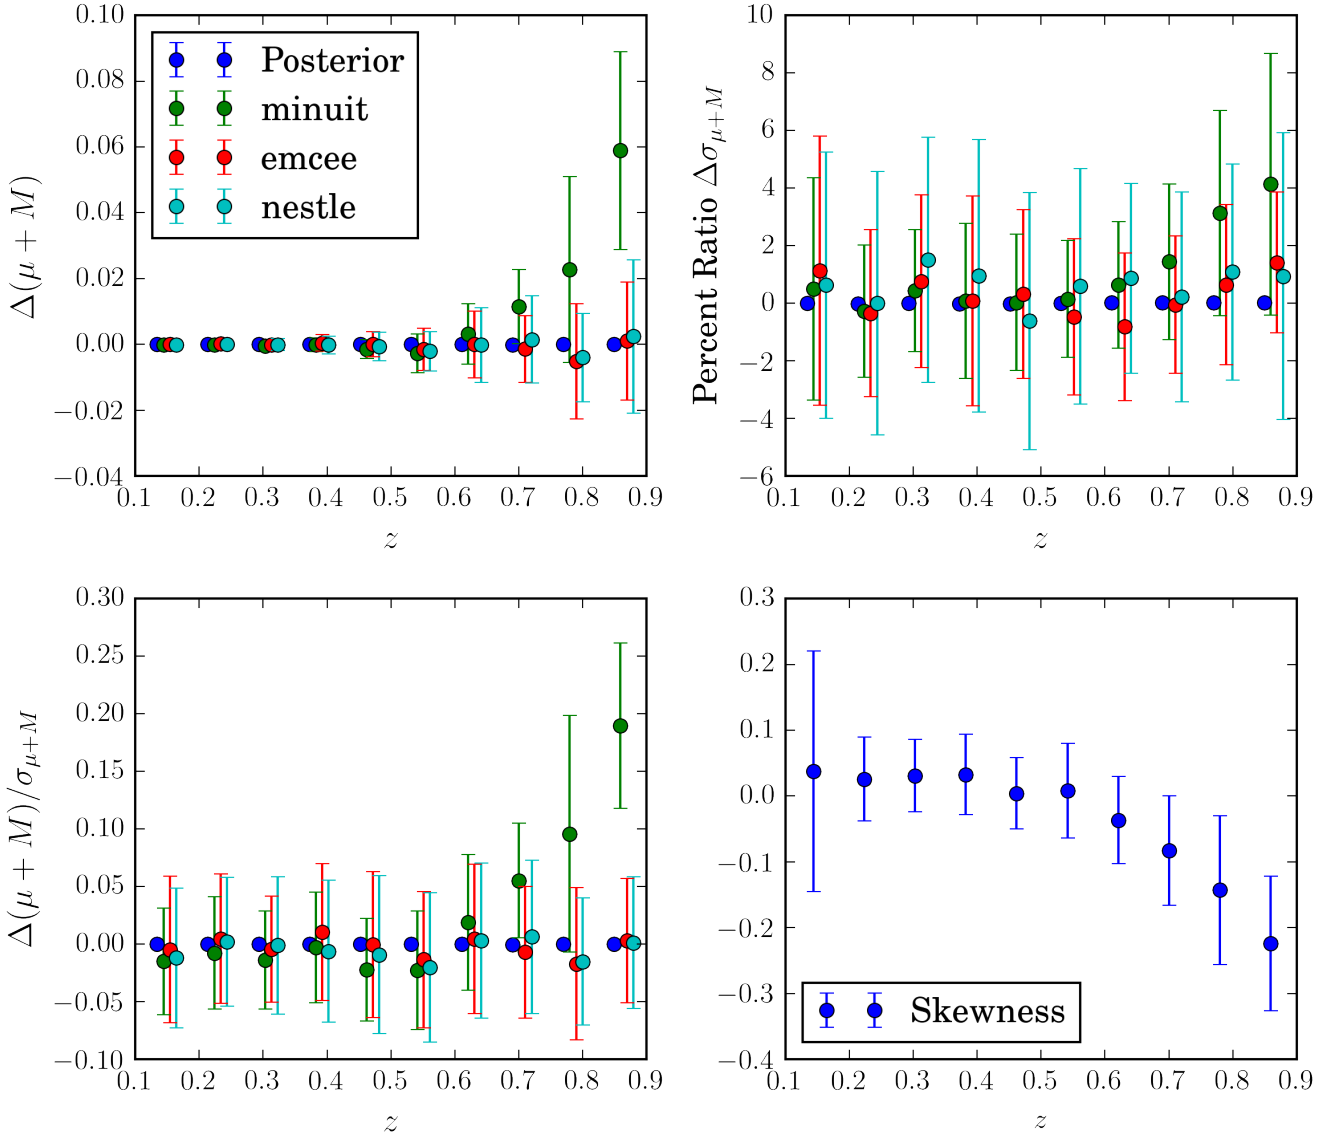 0.10
0.08
0.06
0.04
0.02
0.00
−0.02
−0.04
Δ(μ + M)
Posterior
minuit
emcee
nestle
0.1 0.2 0.3 0.4 0.5 0.6 0.7 0.8 0.9
z
10
8
6
4
2
0
−2
−4
−6
Percent Ratio Δσμ+M
0.1 0.2 0.3 0.4 0.5 0.6 0.7 0.8 0.9
z
0.30
0.25
0.20
0.15
0.10
0.05
0.00
−0.05
−0.10
Δ(μ + M)/σμ+M
0.1 0.2 0.3 0.4 0.5 0.6 0.7 0.8 0.9
z
0.3
0.2
0.1
0.0
−0.1
−0.2
−0.3
−0.4
Skewness
0.1 0.2 0.3 0.4 0.5 0.6 0.7 0.8 0.9
z